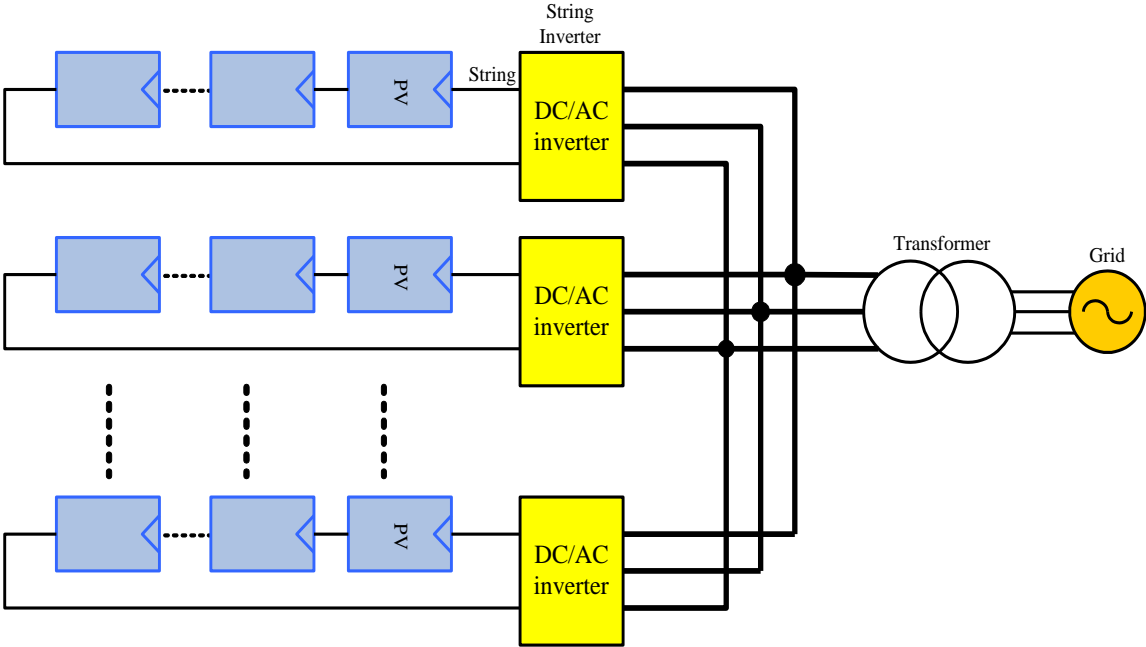 String
Inverter
String
PV
DC/AC
inverter
PV
DC/AC
inverter
Transformer
Grid
PV
DC/AC
inverter